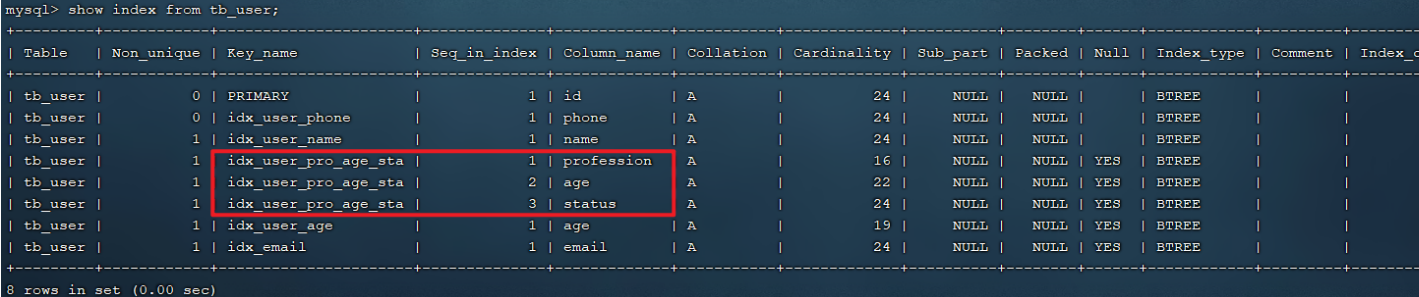 mysql> show index from tb_user;
+----------+------------+----------------------+--------------+-------------+-----------+-------------+----------+--------+------+------------+---------+--------
| Table | Non_unique | Key_name | Seq_in_index | Column_name | Collation | Cardinality | Sub_part | Packed | Null | Index_type | Comment | Index_c
+----------+------------+----------------------+--------------+-------------+-----------+-------------+----------+--------+------+------------+---------+--------
| tb_user | 0 | PRIMARY | 1 | id | A | 24 | NULL | NULL | | BTREE | |
| tb_user | 0 | idx_user_phone | 1 | phone | A | 24 | NULL | NULL | | BTREE | |
| tb_user | 1 | idx_user_name | 1 | name | A | 24 | NULL | NULL | | BTREE | |
| tb_user | 1 | idx_user_pro_age_sta | 1 | profession | A | 16 | NULL | NULL | YES | BTREE | |
| tb_user | 1 | idx_user_pro_age_sta | 2 | age | A | 22 | NULL | NULL | YES | BTREE | |
| tb_user | 1 | idx_user_pro_age_sta | 3 | status | A | 24 | NULL | NULL | YES | BTREE | |
| tb_user | 1 | idx_user_age | 1 | age | A | 19 | NULL | NULL | YES | BTREE | |
| tb_user | 1 | idx_email | 1 | email | A | 24 | NULL | NULL | YES | BTREE | |
+----------+------------+----------------------+--------------+-------------+-----------+-------------+----------+--------+------+------------+---------+--------
8 rows in set (0.00 sec)